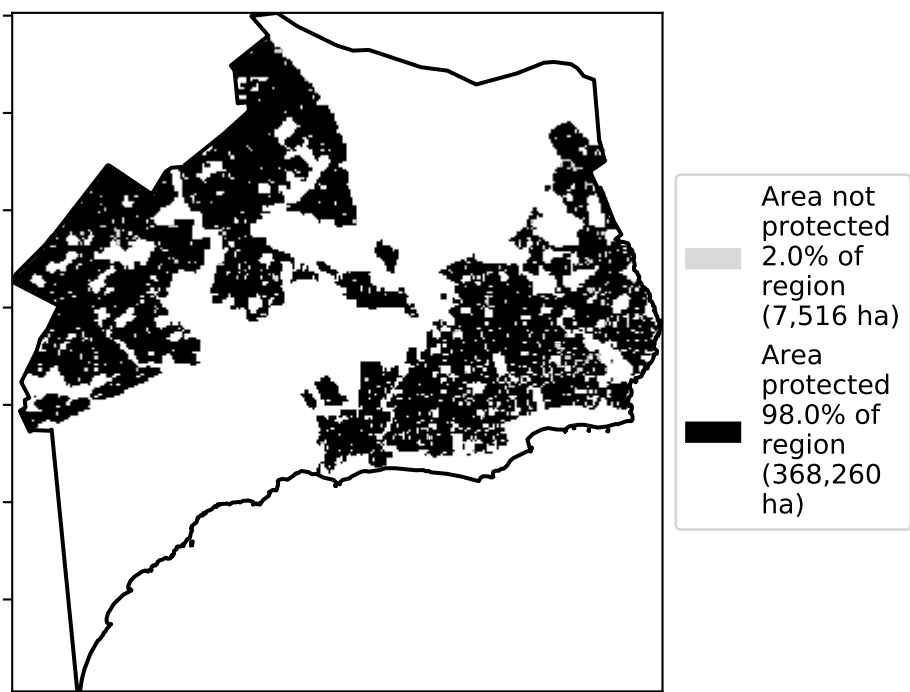 Area not
protected
2.0% of
region
(7,516 ha)
Area
protected
98.0% of
region
(368,260
ha)